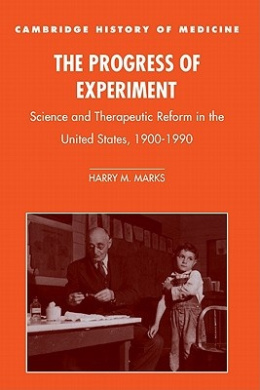 CAMBRIDGE HISTORY OF MEDICINE
THE PROGRESS OF
EXPERIMENT
Science and Therapeutic Reform in the
United States, 1900-1990
HARRY M. MARKS